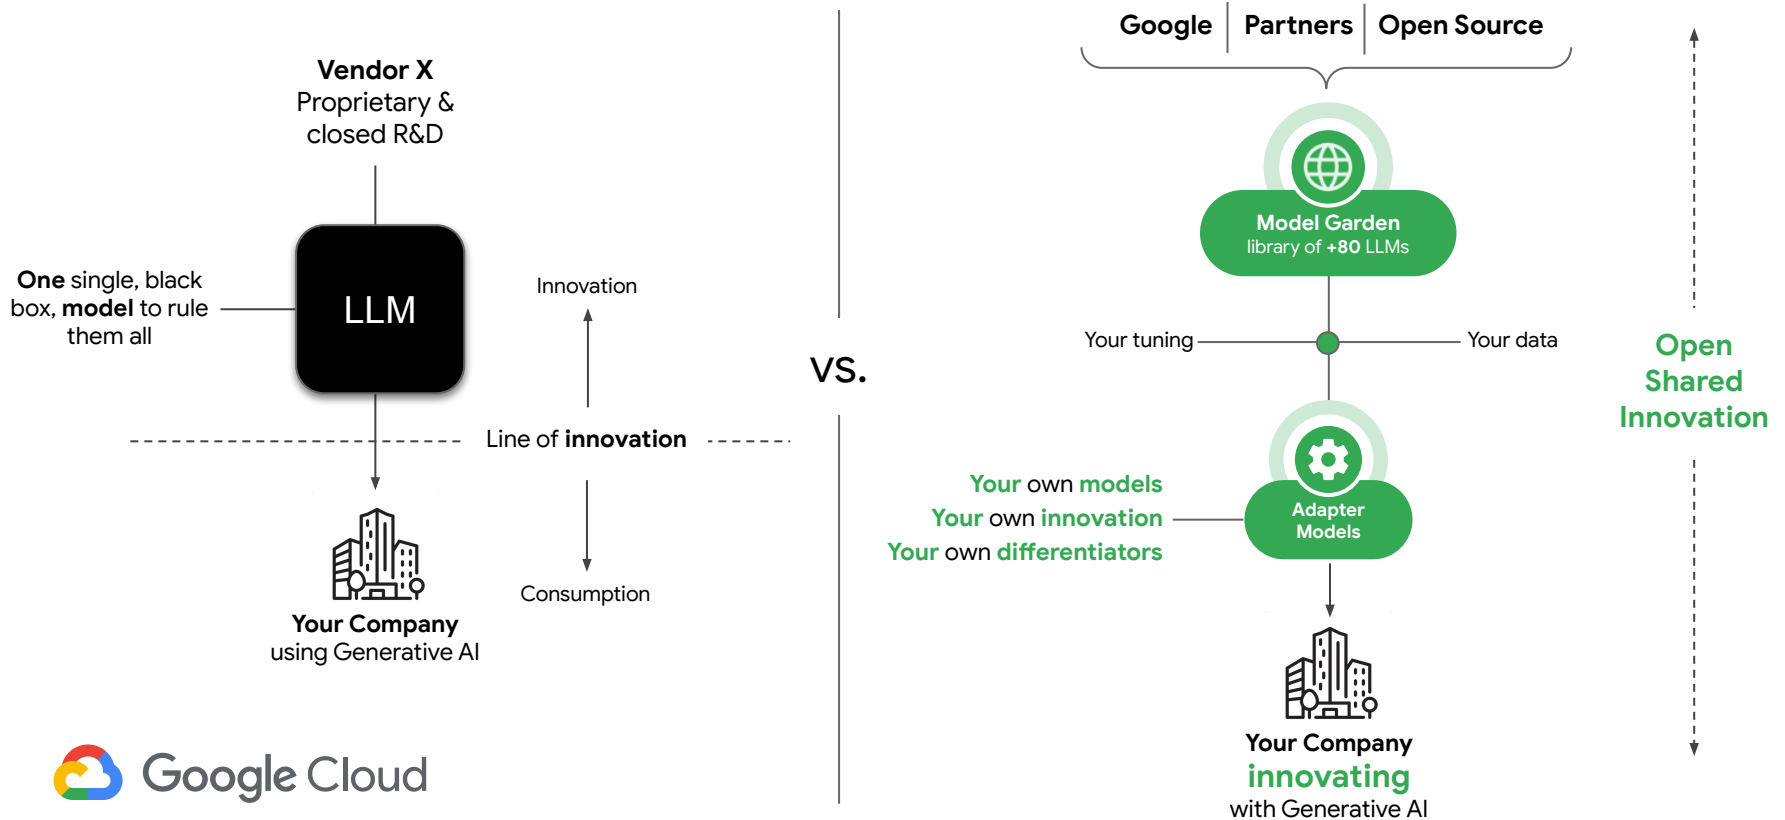 Vendor X
Proprietary &
closed R&D
One single, black
box, model to rule
them all
LLM
Innovation
Line of innovation
Consumption
Your Company
using Generative AI
Google Cloud
vs.
Google | Partners | Open Source
Model Garden
library of +80 LLMs
Your tuning
Your data
Your own models
Your own innovation
Your own differentiators
Adapter
Models
Your Company
innovating
with Generative AI
Open
Shared
Innovation